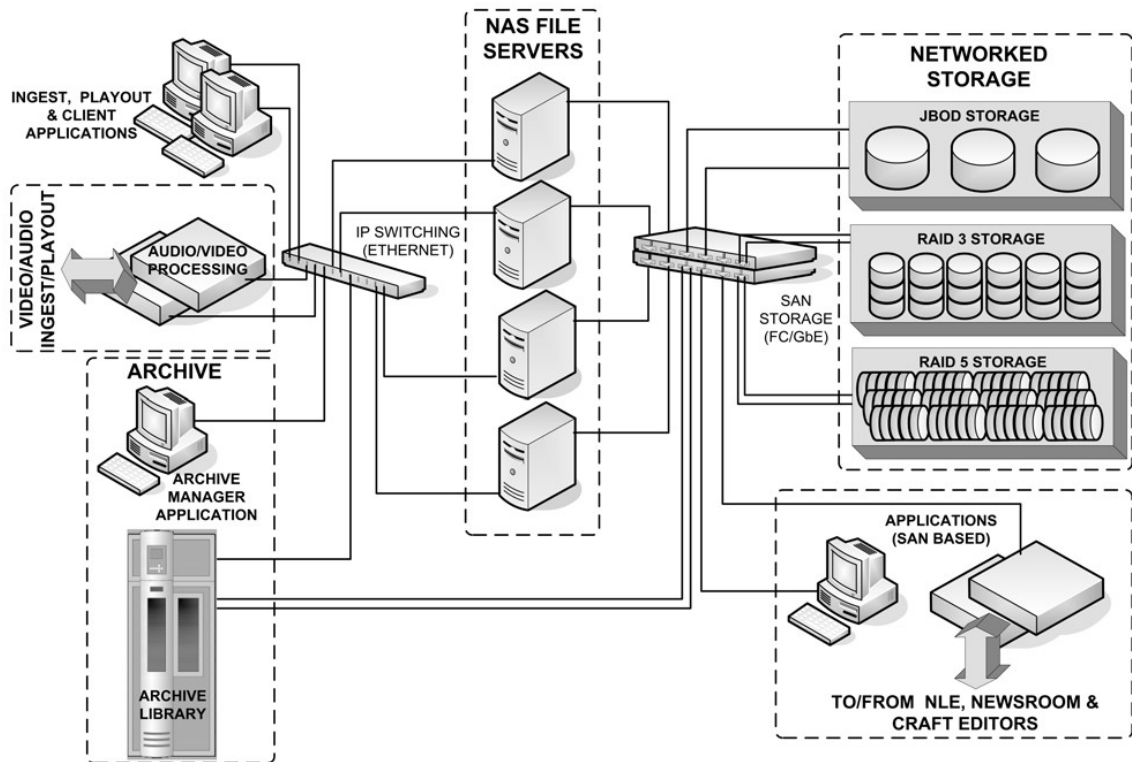 NAS FILE
SERVERS
NETWORKED
STORAGE
INGEST, PLAYOUT
& CLIENT
APPLICATIONS
JBOD STORAGE
VIDEO/AUDIO
INGEST/PLAYOUT
AUDIO/VIDEO
PROCESSING
IP SWITCHING
(ETHERNET)
RAID 3 STORAGE
SAN
STORAGE
(FC/GbE)
RAID 5 STORAGE
ARCHIVE
ARCHIVE
MANAGER
APPLICATION
APPLICATIONS
(SAN BASED)
ARCHIVE
LIBRARY
TO/FROM NLE, NEWSROOM &
CRAFT EDITORS